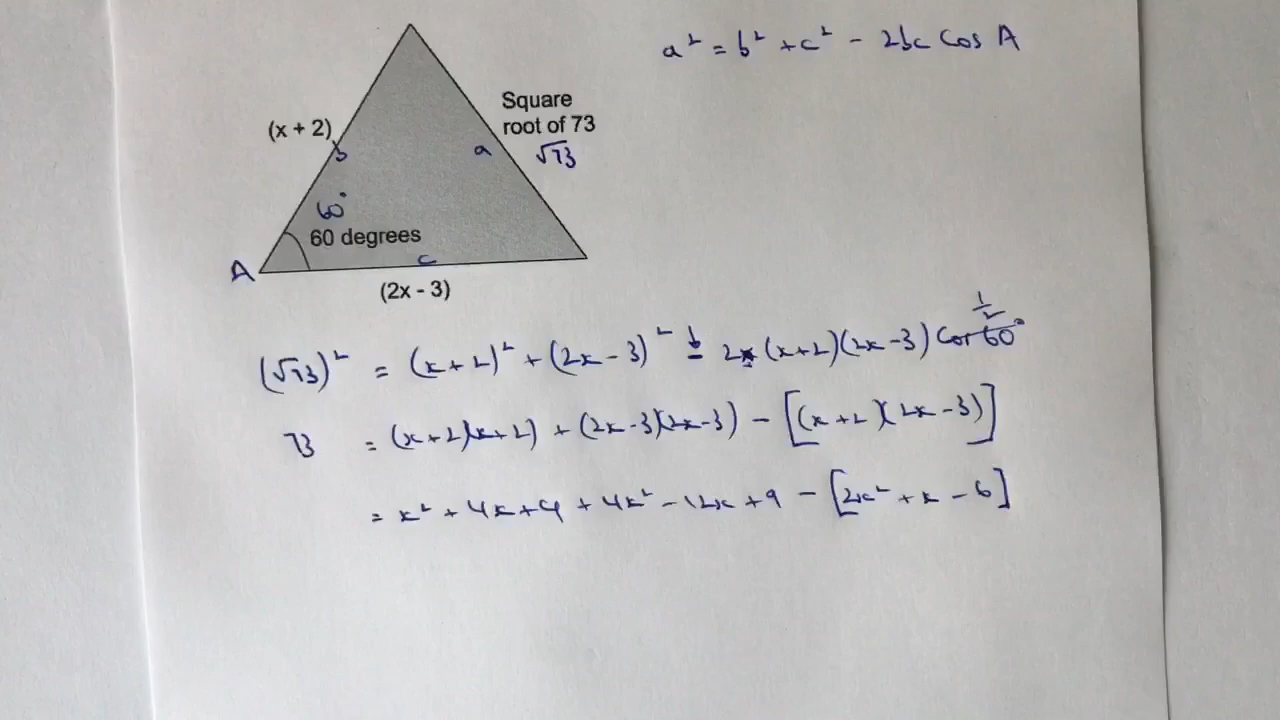 a² = b² + c² - 2bc Cos A
Square
root of 73
√73
(x + 2)
b
a
60°
60 degrees
A
c
(2x - 3)
1/2
(√73)² = (x+2)² + (2x-3)² - 2x(x+2)(2x-3) Cos 60°
73 = (x+2)(x+2) + (2x-3)(2x-3) - [(x+2)(2x-3)]
= x² + 4x + 4 + 4x² - 12x + 9 - [2x² + x - 6]